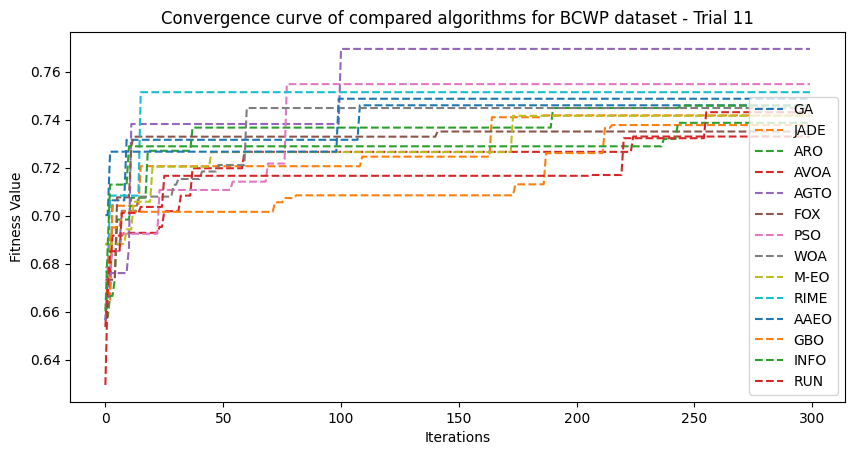 Convergence curve of compared algorithms for BCWP dataset - Trial 11
Fitness Value
0.76
0.74
0.72
0.70
0.68
0.66
0.64
GA
JADE
ARO
AVOA
AGTO
FOX
PSO
WOA
M-EO
RIME
AAEO
GBO
INFO
RUN
0
50
100
150
200
250
300
Iterations